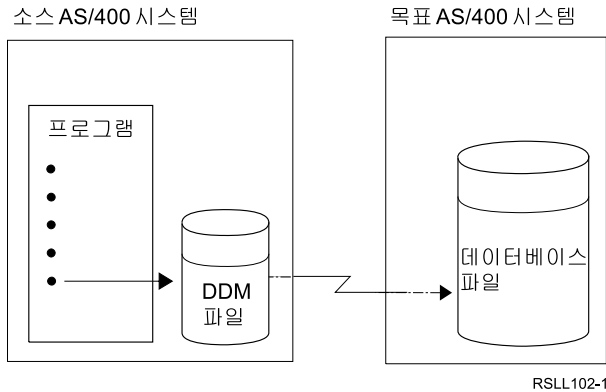 소스 AS/400 시스템
목표 AS/400 시스템
프로그램
DDM
파일
데이터베이스
파일
RSLL102-1